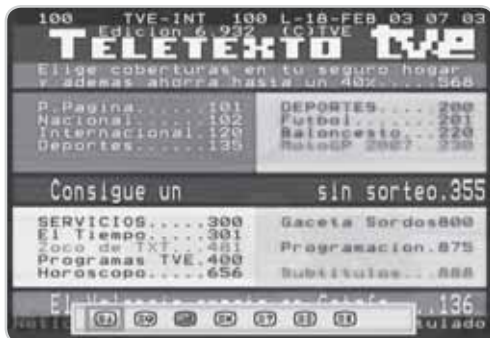 100 TVE-INT 100 L-18-FEB 03 07 03
Edicion 6.932 (C)TVE
TELETEXTO tve
Elige coberturas en tu seguro hogar
y ademas ahorra hasta un 40%.....568
P.Pagina......101
Nacional......102
Internacional.120
Deportes......135
DEPORTES.....200
Futbol.......201
Baloncesto...220
MotoGP 2007..230
Consigue un sin sorteo.355
SERVICIOS.....300
El Tiempo.....301
Zoco de TXT...481
Programas TVE.400
Horoscopo.....656
Gaceta Sordos800
Programacion.875
Subtitulos...888
El Valencia ...136